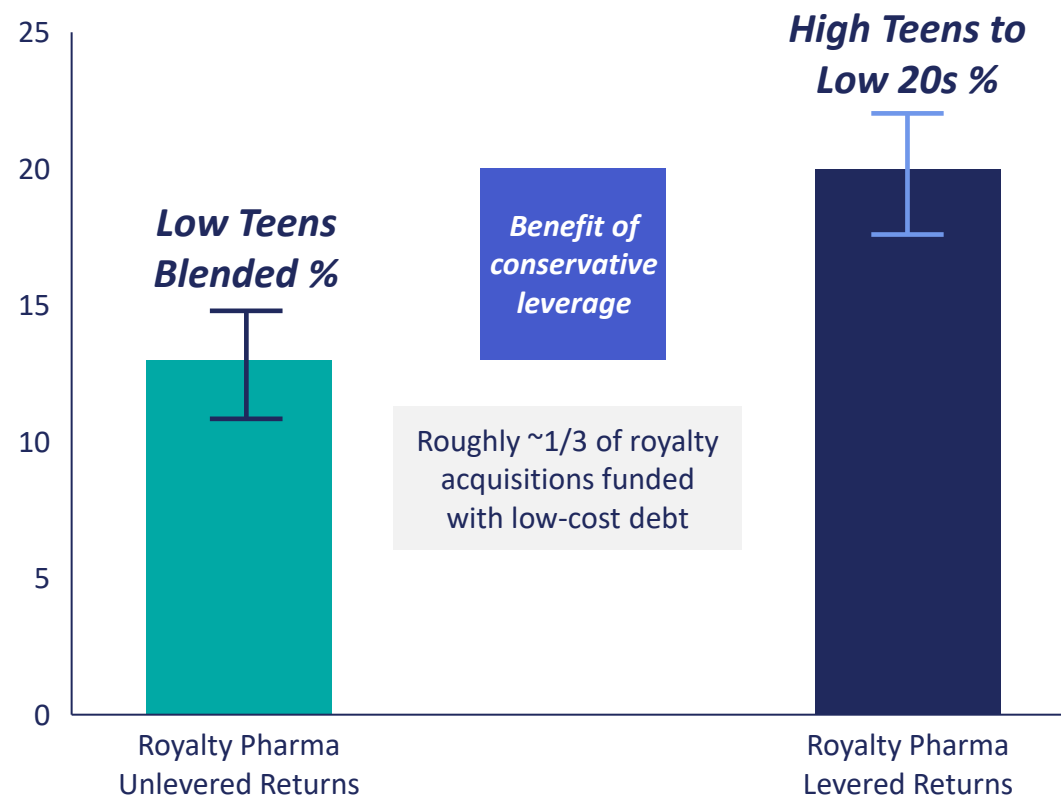 25
20
15
10
5
0
Low Teens
Blended %
Benefit of
conservative
leverage
Roughly ~1/3 of royalty
acquisitions funded
with low-cost debt
High Teens to
Low 20s %
Royalty Pharma
Unlevered Returns
Royalty Pharma
Levered Returns